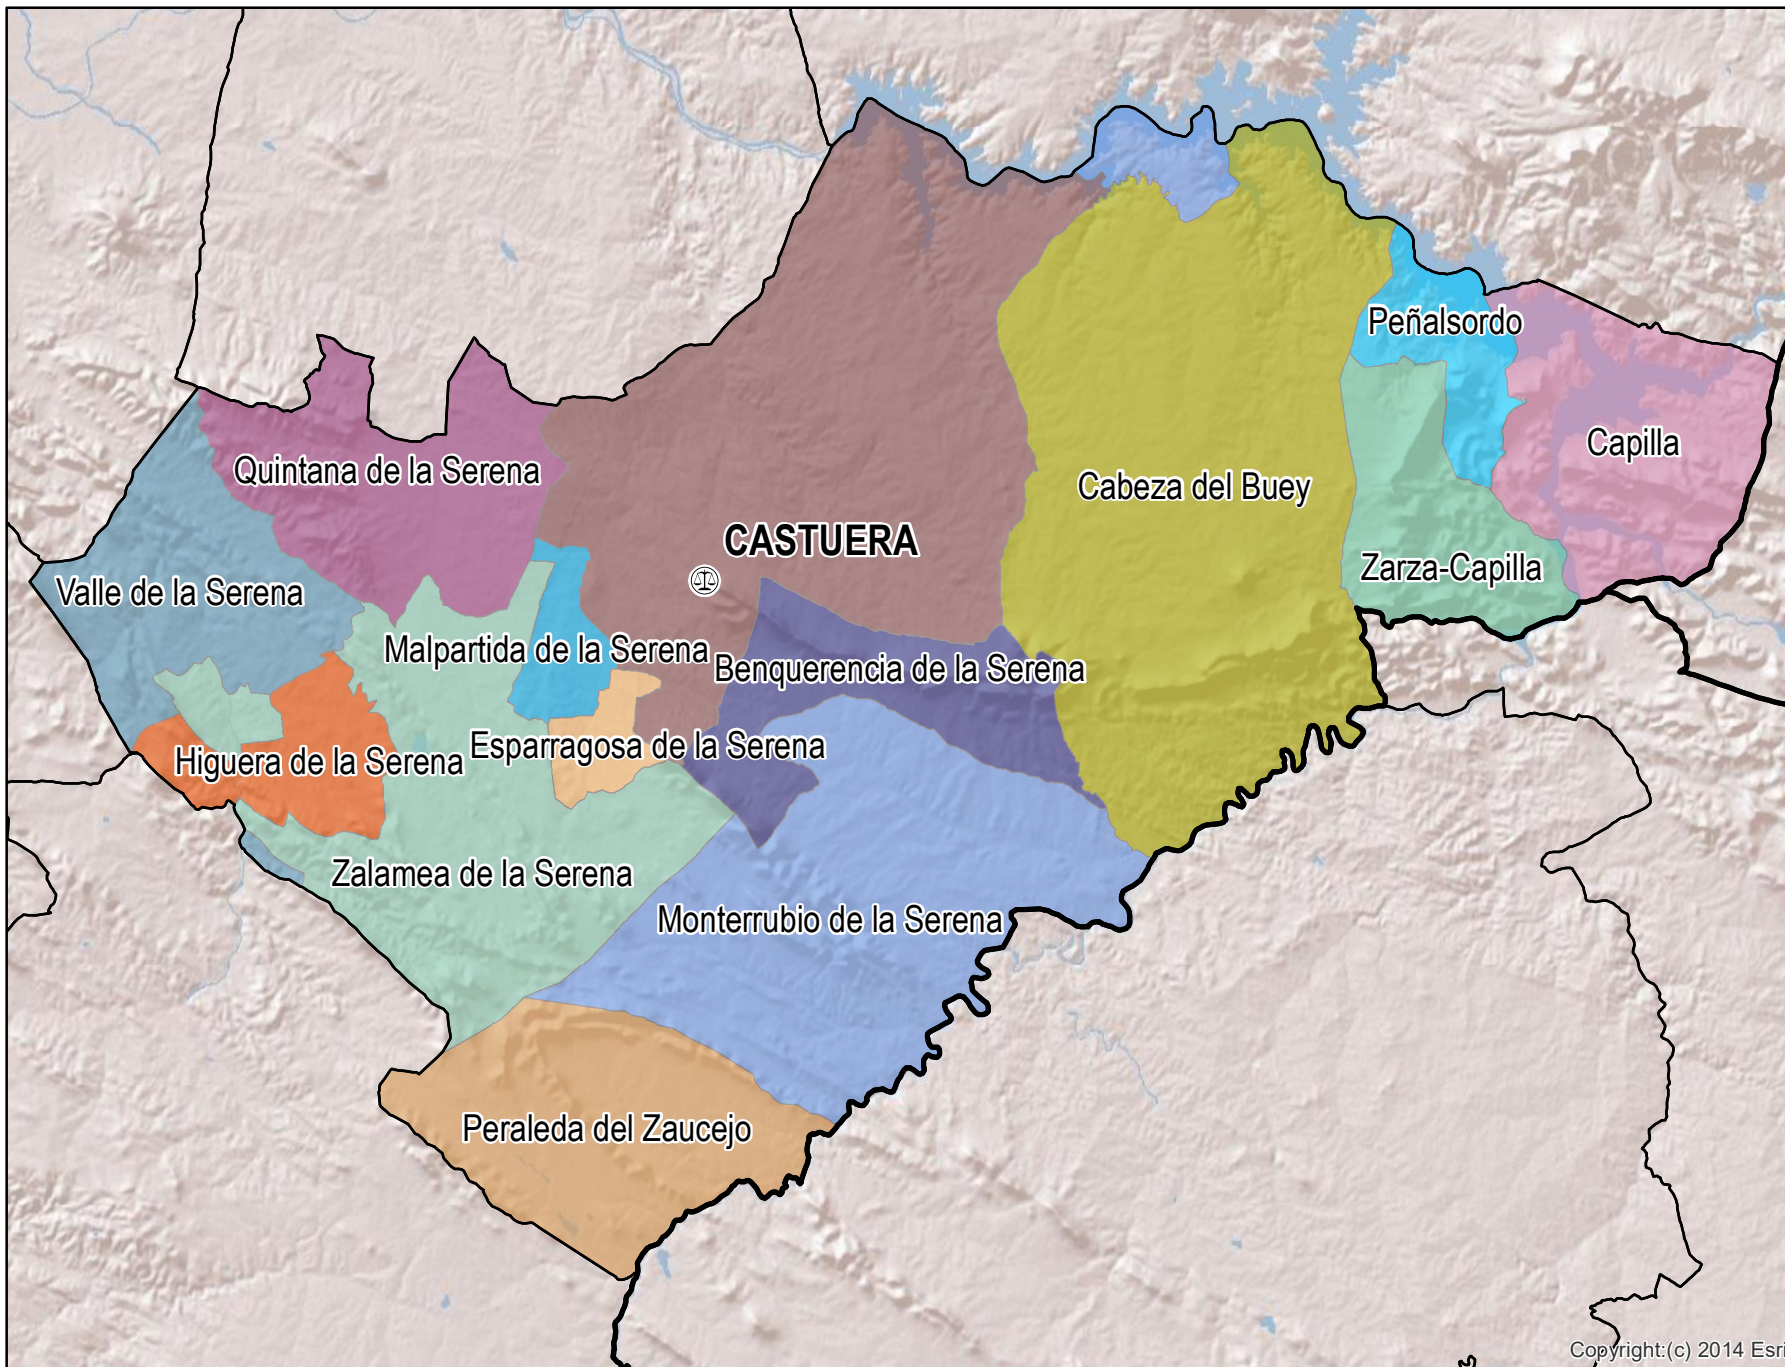 Peñalsordo
Capilla
Quintana de la Serena
Cabeza del Buey
CASTUERA
Zarza-Capilla
Valle de la Serena
Malpartida de la Serena
Benquerencia de la Serena
Esparragosa de la Serena
Higuera de la Serena
Zalamea de la Serena
Monterrubio de la Serena
Peraleda del Zaucejo
Copyright:(c) 2014 Esri